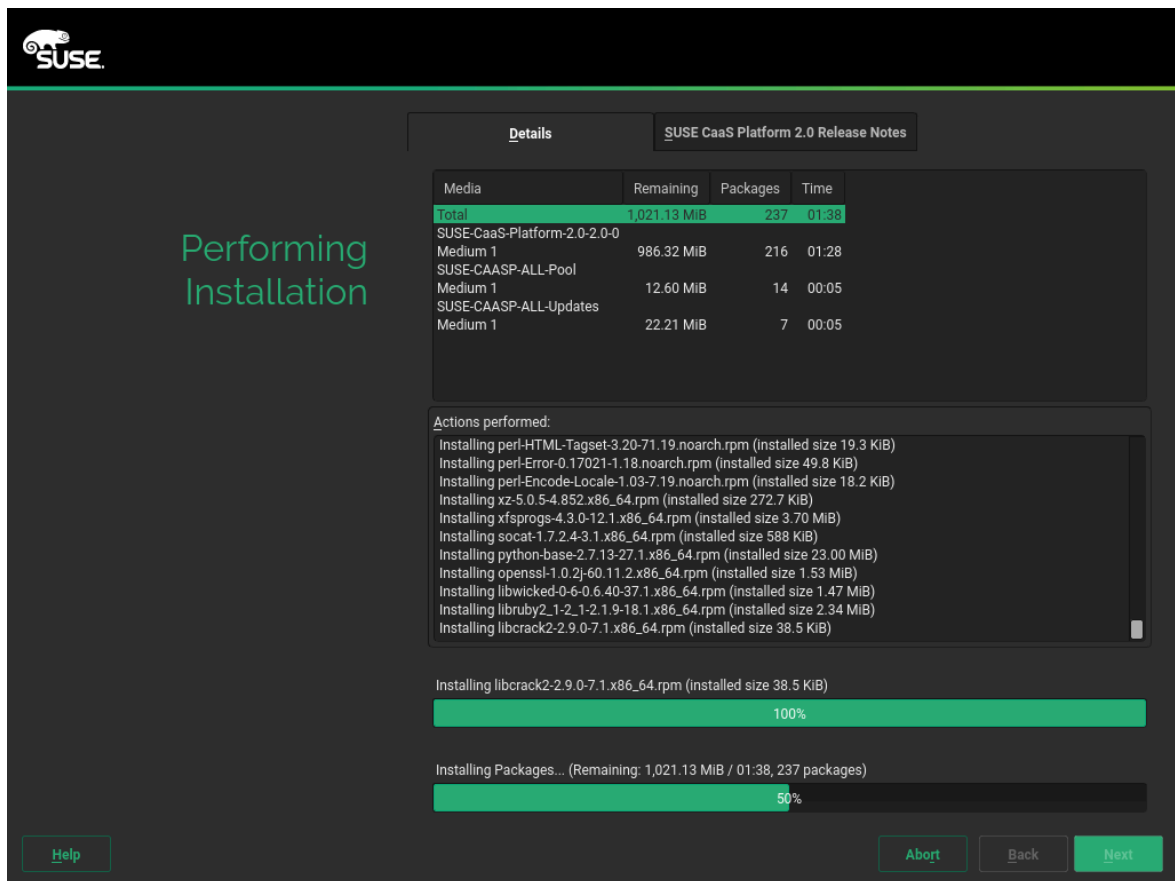 SUSE.
Details
SUSE CaaS Platform 2.0 Release Notes
Performing
Installation
Media Remaining Packages Time
Total 1,021.13 MiB 237 01:38
SUSE-CaaS-Platform-2.0-2.0-0
Medium 1 986.32 MiB 216 01:28
SUSE-CAASP-ALL-Pool
Medium 1 12.60 MiB 14 00:05
SUSE-CAASP-ALL-Updates
Medium 1 22.21 MiB 7 00:05
Actions performed:
Installing perl-HTML-Tagset-3.20-71.19.noarch.rpm (installed size 19.3 KiB)
Installing perl-Error-0.17021-1.18.noarch.rpm (installed size 49.8 KiB)
Installing perl-Encode-Locale-1.03-7.19.noarch.rpm (installed size 18.2 KiB)
Installing xz-5.0.5-4.852.x86_64.rpm (installed size 272.7 KiB)
Installing xfsprogs-4.3.0-12.1.x86_64.rpm (installed size 3.70 MiB)
Installing socat-1.7.2.4-3.1.x86_64.rpm (installed size 588 KiB)
Installing python-base-2.7.13-27.1.x86_64.rpm (installed size 23.00 MiB)
Installing openssl-1.0.2j-60.11.2.x86_64.rpm (installed size 1.53 MiB)
Installing libwicked-0-6-0.6.40-37.1.x86_64.rpm (installed size 1.47 MiB)
Installing libruby2_1-2_1-2.1.9-18.1.x86_64.rpm (installed size 2.34 MiB)
Installing libcrack2-2.9.0-7.1.x86_64.rpm (installed size 38.5 KiB)
Installing libcrack2-2.9.0-7.1.x86_64.rpm (installed size 38.5 KiB)
100%
Installing Packages... (Remaining: 1,021.13 MiB / 01:38, 237 packages)
50%
Help
Abort
Back
Next